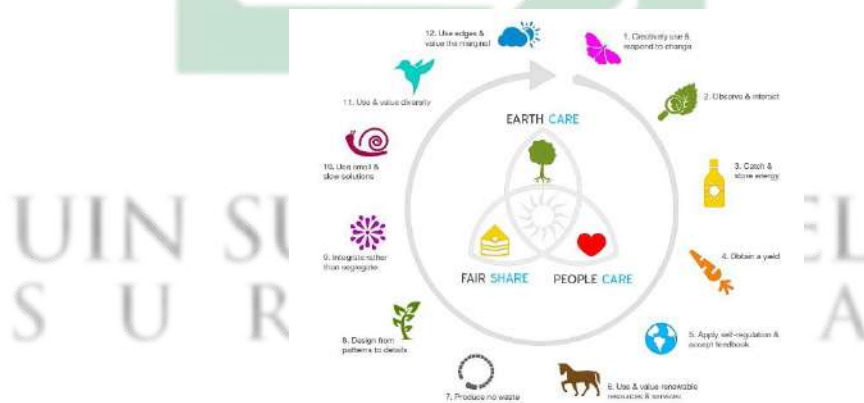 12. Use edges &
value the marginal
1. Creatively use &
respond to change
11. Use & value diversity
2. Observe & interact
EARTH CARE
10. Use small &
slow solutions
3. Catch &
store energy
9. Integrate rather
than segregate
4. Obtain a yield
FAIR SHARE
PEOPLE CARE
8. Design from
patterns to details
5. Apply self-regulation &
accept feedback
7. Produce no waste
6. Use & value renewable
resources & services
UIN SU EL
S U R A